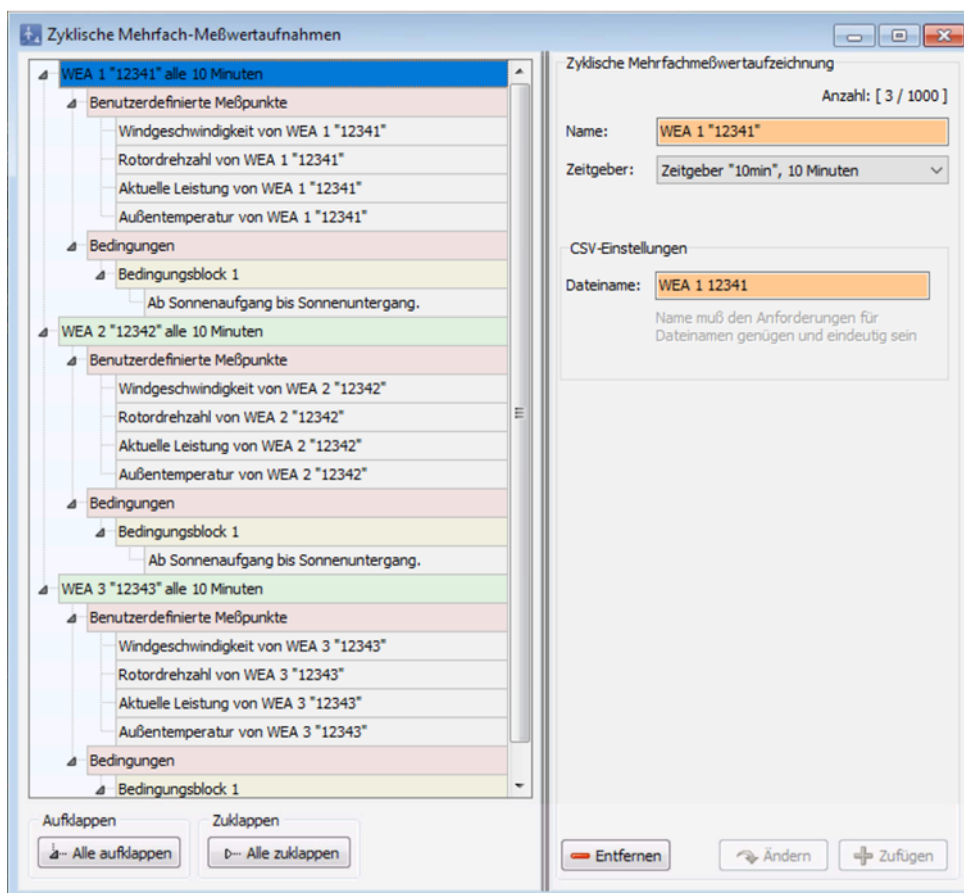 Zyklische Mehrfach-Meßwertaufnahmen
WEA 1 "12341" alle 10 Minuten
Benutzerdefinierte Meßpunkte
Windgeschwindigkeit von WEA 1 "12341"
Rotordrehzahl von WEA 1 "12341"
Aktuelle Leistung von WEA 1 "12341"
Außentemperatur von WEA 1 "12341"
Bedingungen
Bedingungsblock 1
Ab Sonnenaufgang bis Sonnenuntergang.
WEA 2 "12342" alle 10 Minuten
Benutzerdefinierte Meßpunkte
Windgeschwindigkeit von WEA 2 "12342"
Rotordrehzahl von WEA 2 "12342"
Aktuelle Leistung von WEA 2 "12342"
Außentemperatur von WEA 2 "12342"
Bedingungen
Bedingungsblock 1
Ab Sonnenaufgang bis Sonnenuntergang.
WEA 3 "12343" alle 10 Minuten
Benutzerdefinierte Meßpunkte
Windgeschwindigkeit von WEA 3 "12343"
Rotordrehzahl von WEA 3 "12343"
Aktuelle Leistung von WEA 3 "12343"
Außentemperatur von WEA 3 "12343"
Bedingungen
Bedingungsblock 1
Aufklappen
Alle aufklappen
Zuklappen
Alle zuklappen
Zyklische Mehrfachmeßwertaufzeichnung
Anzahl: [ 3 / 1000 ]
Name: WEA 1 "12341"
Zeitgeber: Zeitgeber "10min", 10 Minuten
CSV-Einstellungen
Dateiname: WEA 1 12341
Name muß den Anforderungen für
Dateinamen genügen und eindeutig sein
Entfernen
Ändern
Zufügen